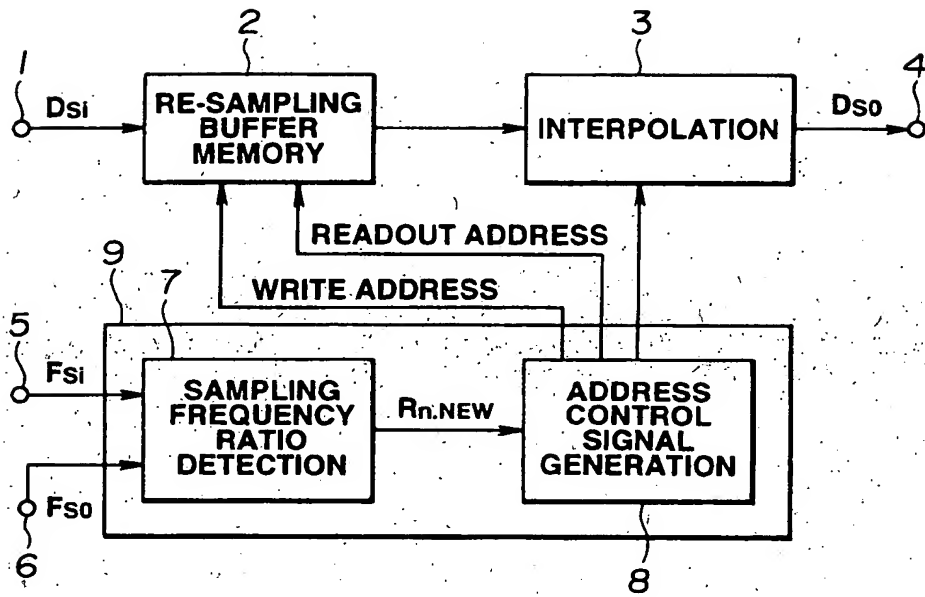 2
3
1
4
DSi
RE-SAMPLING
BUFFER
MEMORY
INTERPOLATION
DSO
READOUT ADDRESS
WRITE ADDRESS
9
7
5
FSi
SAMPLING
FREQUENCY
RATIO
DETECTION
Rn.NEW
ADDRESS
CONTROL
SIGNAL
GENERATION
FSO
6
8